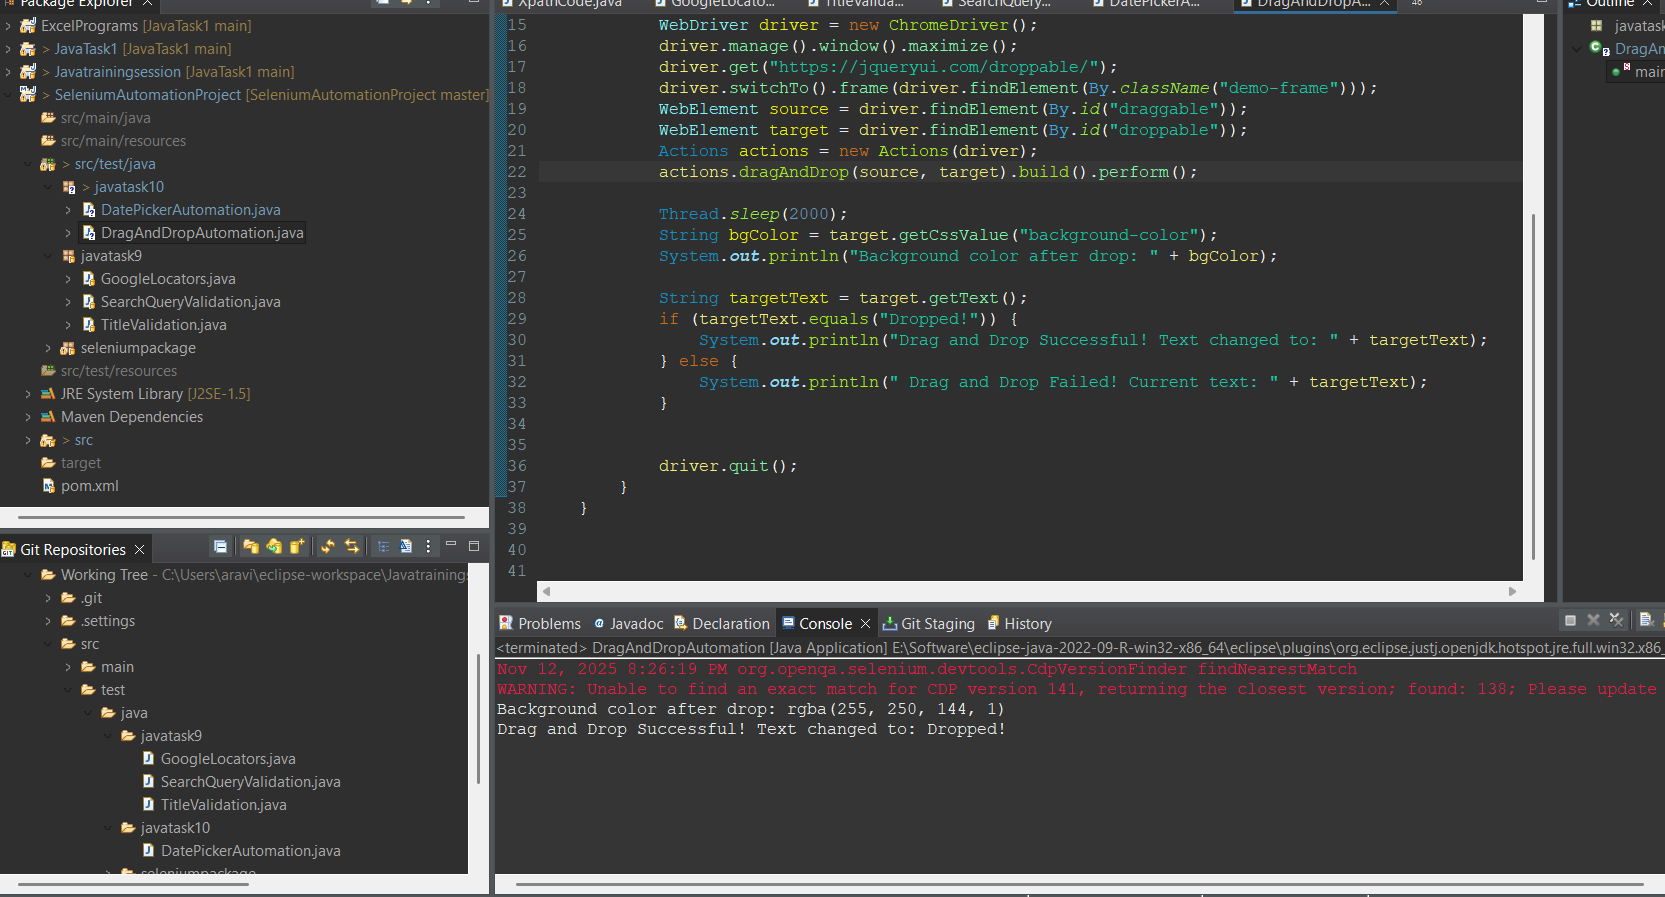 Package Explorer
ExcelPrograms [JavaTask1 main]
> JavaTask1 [JavaTask1 main]
> Javatrainingsession [JavaTask1 main]
> SeleniumAutomationProject [SeleniumAutomationProject master]
src/main/java
src/main/resources
> src/test/java
> javatask10
DatePickerAutomation.java
DragAndDropAutomation.java
javatask9
GoogleLocators.java
SearchQueryValidation.java
TitleValidation.java
seleniumpackage
src/test/resources
JRE System Library [J2SE-1.5]
Maven Dependencies
> src
target
pom.xml
Git Repositories
Working Tree - C:\Users\aravi\eclipse-workspace\Javatrainings
.git
.settings
src
main
test
java
javatask9
GoogleLocators.java
SearchQueryValidation.java
TitleValidation.java
javatask10
DatePickerAutomation.java
seleniumpackage
XpathCode.java GoogleLocato... TitleValida... SearchQuery... DatePickerA... DragAndDropA...
15 WebDriver driver = new ChromeDriver();
16 driver.manage().window().maximize();
17 driver.get("https://jqueryui.com/droppable/");
18 driver.switchTo().frame(driver.findElement(By.className("demo-frame")));
19 WebElement source = driver.findElement(By.id("draggable"));
20 WebElement target = driver.findElement(By.id("droppable"));
21 Actions actions = new Actions(driver);
22 actions.dragAndDrop(source, target).build().perform();
23
24 Thread.sleep(2000);
25 String bgColor = target.getCssValue("background-color");
26 System.out.println("Background color after drop: " + bgColor);
27
28 String targetText = target.getText();
29 if (targetText.equals("Dropped!")) {
30 System.out.println("Drag and Drop Successful! Text changed to: " + targetText);
31 } else {
32 System.out.println(" Drag and Drop Failed! Current text: " + targetText);
33 }
34
35
36 driver.quit();
37 }
38 }
39
40
41
Problems Javadoc Declaration Console Git Staging History
<terminated> DragAndDropAutomation [Java Application] E:\Software\eclipse-java-2022-09-R-win32-x86_64\eclipse\plugins\org.eclipse.justj.openjdk.hotspot.jre.full.win32.x86_
Nov 12, 2025 8:26:19 PM org.openqa.selenium.devtools.CdpVersionFinder findNearestMatch
WARNING: Unable to find an exact match for CDP version 141, returning the closest version; found: 138; Please update
Background color after drop: rgba(255, 250, 144, 1)
Drag and Drop Successful! Text changed to: Dropped!
Outline
javatask
DragAn
main